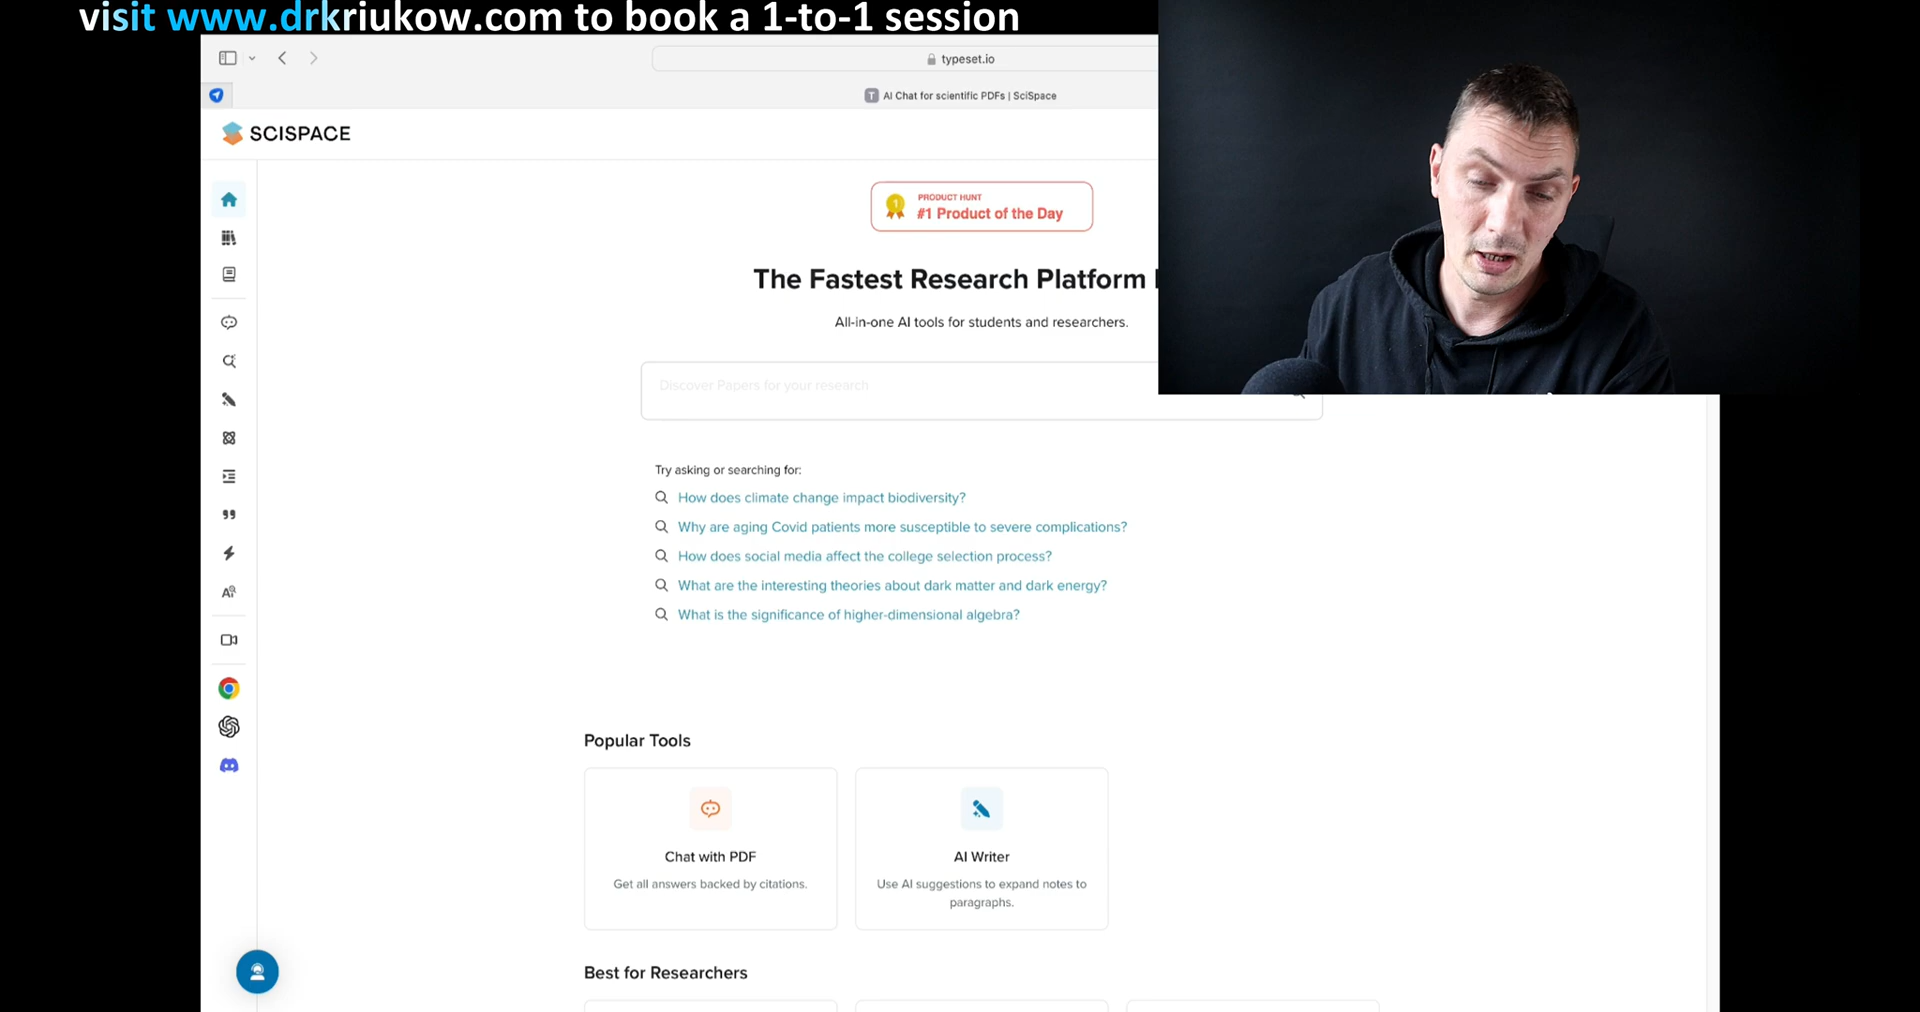 visit www.drkriukow.com to book a 1-to-1 session
typeset.io
T AI Chat for scientific PDFs | SciSpace
SCISPACE
PRODUCT HUNT
#1 Product of the Day
The Fastest Research Platform
All-in-one AI tools for students and researchers.
Discover Papers for your research
Try asking or searching for:
How does climate change impact biodiversity?
Why are aging Covid patients more susceptible to severe complications?
How does social media affect the college selection process?
What are the interesting theories about dark matter and dark energy?
What is the significance of higher-dimensional algebra?
Popular Tools
Chat with PDF
Get all answers backed by citations.
AI Writer
Use AI suggestions to expand notes to
paragraphs.
Best for Researchers